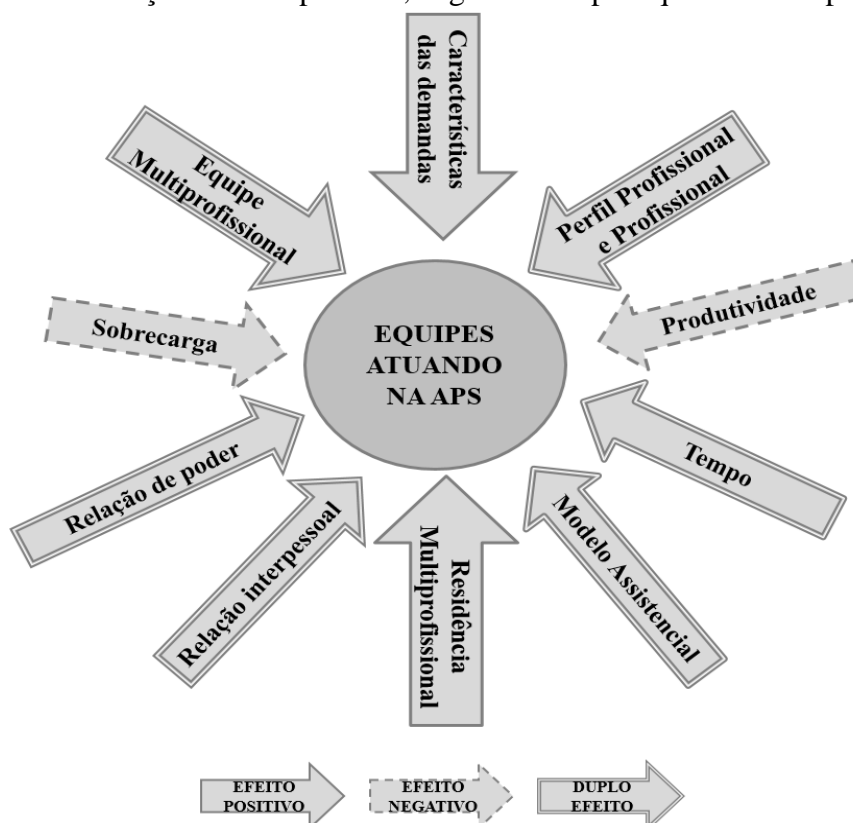 Características
das demandas
Equipe
Multiprofissional
Perfil Profissional
e Profissional
Sobrecarga
Produtividade
EQUIPES
ATUANDO
NA APS
Relação de poder
Tempo
Relação interpessoal
Residência
Multiprofissional
Modelo Assistencial
EFEITO
POSITIVO
EFEITO
NEGATIVO
DUPLO
EFEITO